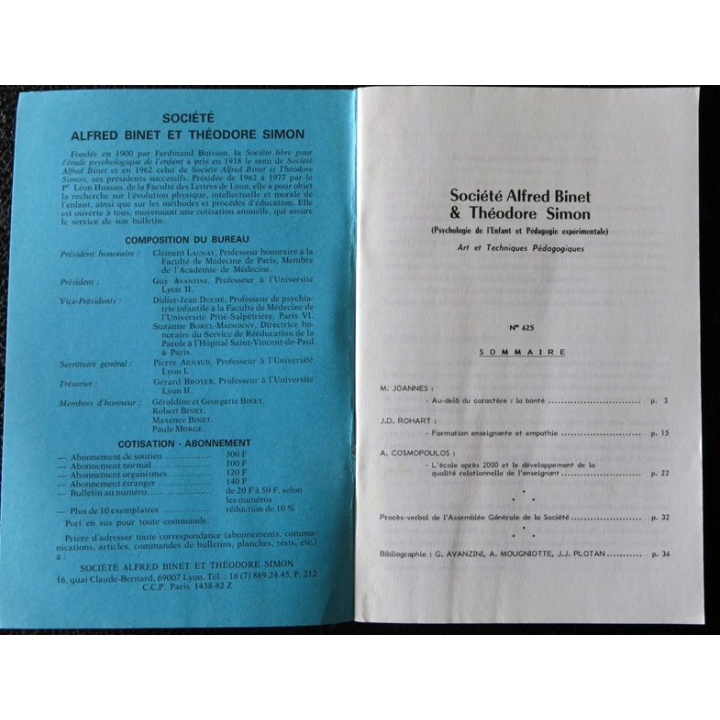 SOCIÉTÉ
ALFRED BINET ET THÉODORE SIMON
Fondée en 1900 par Ferdinand Buisson, la Société libre pour
l'étude psychologique de l'enfant a pris en 1918 le nom de Société
Alfred Binet et en 1962 celui de Société Alfred Binet et Théodore
Simon, ses présidents successifs. Présidée de 1962 à 1977 par le
Pr Léon Husson, de la Faculté des Lettres de Lyon, elle a pour objet
la recherche sur l'évolution physique, intellectuelle et morale de
l'enfant, ainsi que sur les méthodes et procédés d'éducation. Elle
est ouverte à tous, moyennant une cotisation annuelle, qui assure
le service de son bulletin.
COMPOSITION DU BUREAU
Président honoraire : Clément LAUNAY, Professeur honoraire à la
Faculté de Médecine de Paris, Membre
de l'Académie de Médecine.
Président : Guy AVANZINI, Professeur à l'Université
Lyon II.
Vice-Présidents : Didier-Jean DUCHÉ, Professeur de psychia-
trie infantile à la Faculté de Médecine de
l'Université Pitié-Salpétrière, Paris VI.
Suzanne BOREL-MAISONNY, Directrice ho-
noraire du Service de Rééducation de la
Parole à l'Hôpital Saint-Vincent-de-Paul
à Paris.
Secrétaire général : Pierre ARNAUD, Professeur à l'Université
Lyon I.
Trésorier : Gérard BROYER, Professeur à l'Université
Lyon II.
Membres d'honneur : Géraldine et Georgette BINET.
Robert BINET.
Maxence BINET.
Paule MORGE.
COTISATION - ABONNEMENT
— Abonnement de soutien ................ 300 F
— Abonnement normal .................... 100 F
— Abonnement organismes ................ 120 F
— Abonnement étranger .................. 140 F
— Bulletin au numéro ................... de 20 F à 50 F, selon
les numéros
— Plus de 10 exemplaires ............... réduction de 10 %
Port en sus pour toute commande.
Prière d'adresser toute correspondance (abonnements, commu-
nications, articles, commandes de bulletins, planches, tests, etc.)
à :
SOCIÉTÉ ALFRED BINET ET THÉODORE SIMON
16, quai Claude-Bernard, 69007 Lyon. Tél. : 16 (7) 869.24.45, P. 212
C.C.P. Paris 1438-82 Z
Société Alfred Binet
& Théodore Simon
(Psychologie de l'Enfant et Pédagogie expérimentale)
Art et Techniques Pédagogiques
N° 625
SOMMAIRE
M. JOANNES :
- Au-delà du caractère : la bonté ........................ p. 3
J.D. ROHART :
- Formation enseignante et empathie ........................ p. 15
A. COSMOPOULOS :
- L'école après 2000 et le développement de la
qualité relationnelle de l'enseignant ........................ p. 22
* * *
Procès-verbal de l'Assemblée Générale de la Société .................... p. 32
* * *
Bibliographie : G. AVANZINI, A. MOUGNIOTTE, J.J. PLOTAN ........... p. 36